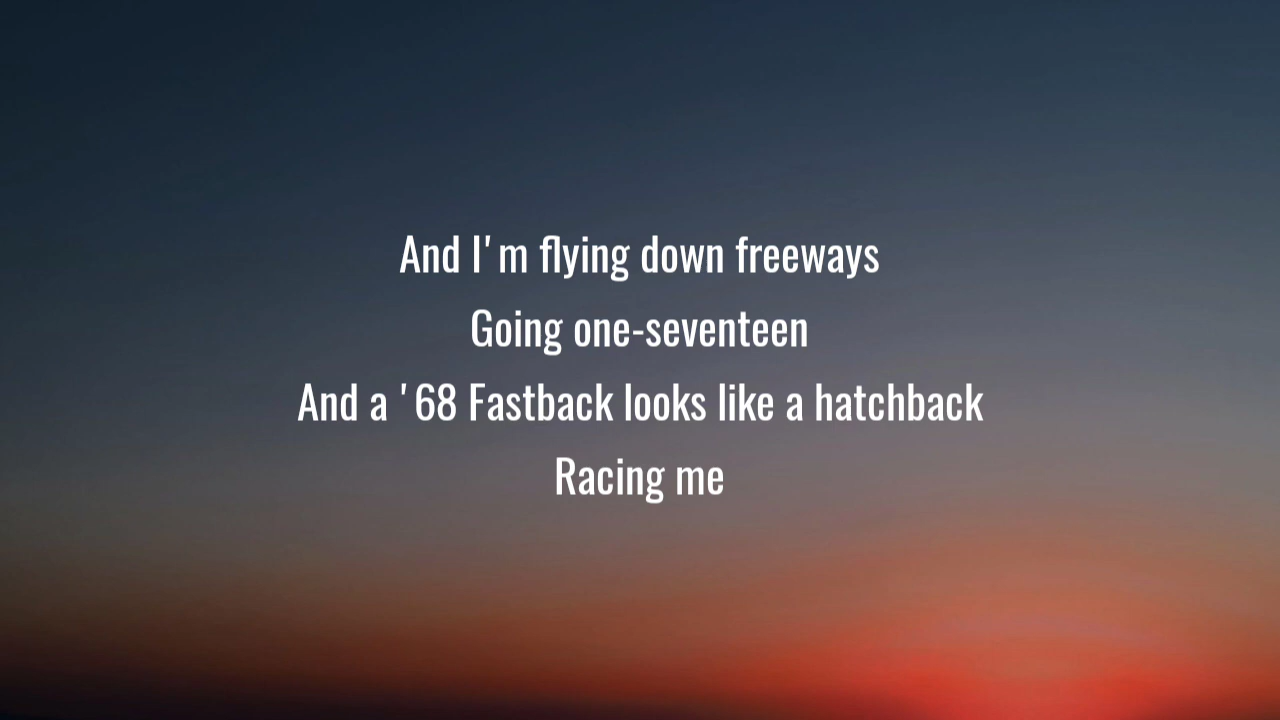 And I'm flying down freeways
Going one-seventeen
And a '68 Fastback looks like a hatchback
Racing me